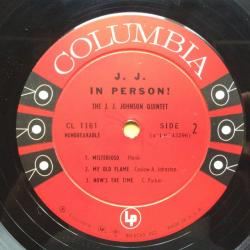 COLUMBIA
J. J.
IN PERSON!
THE J. J. JOHNSON QUINTET
CL 1161
NONBREAKABLE
SIDE 2
1. MISTERIOSO Monk
2. MY OLD FLAME Coslow-A. Johnston
3. NOW'S THE TIME C. Parker
LP